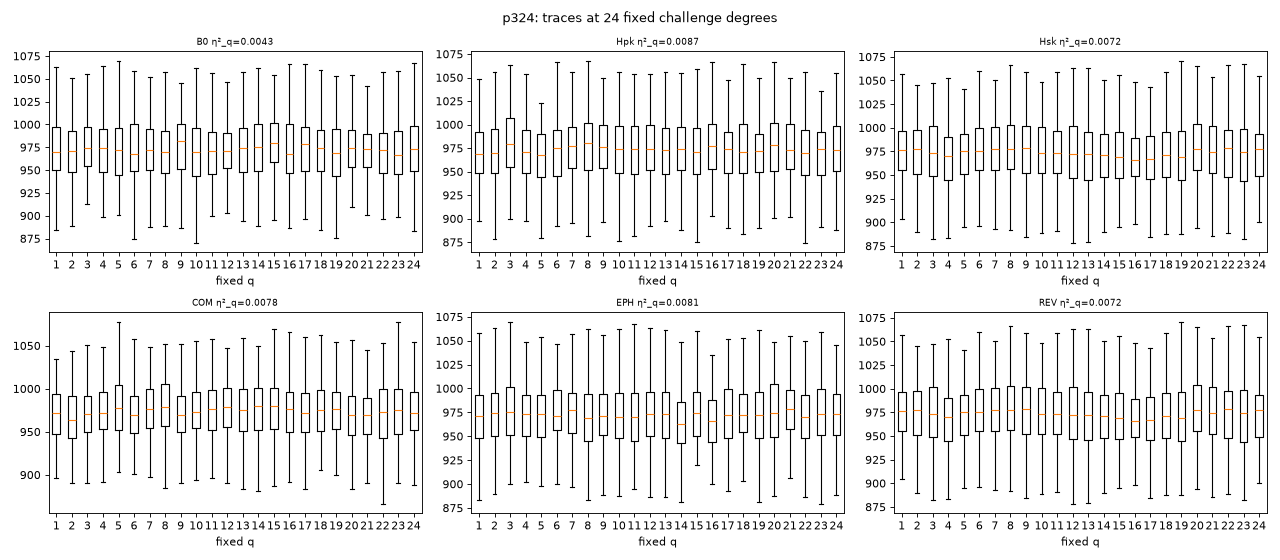 p324: traces at 24 fixed challenge degrees
B0 η²_q=0.0043
1075
1050
1025
1000
975
950
925
900
875
1 2 3 4 5 6 7 8 9 10 11 12 13 14 15 16 17 18 19 20 21 22 23 24
fixed q
Hpk η²_q=0.0087
1075
1050
1025
1000
975
950
925
900
875
1 2 3 4 5 6 7 8 9 10 11 12 13 14 15 16 17 18 19 20 21 22 23 24
fixed q
Hsk η²_q=0.0072
1075
1050
1025
1000
975
950
925
900
875
1 2 3 4 5 6 7 8 9 10 11 12 13 14 15 16 17 18 19 20 21 22 23 24
fixed q
COM η²_q=0.0078
1050
1000
950
900
1 2 3 4 5 6 7 8 9 10 11 12 13 14 15 16 17 18 19 20 21 22 23 24
fixed q
EPH η²_q=0.0081
1075
1050
1025
1000
975
950
925
900
875
1 2 3 4 5 6 7 8 9 10 11 12 13 14 15 16 17 18 19 20 21 22 23 24
fixed q
REV η²_q=0.0072
1075
1050
1025
1000
975
950
925
900
875
1 2 3 4 5 6 7 8 9 10 11 12 13 14 15 16 17 18 19 20 21 22 23 24
fixed q